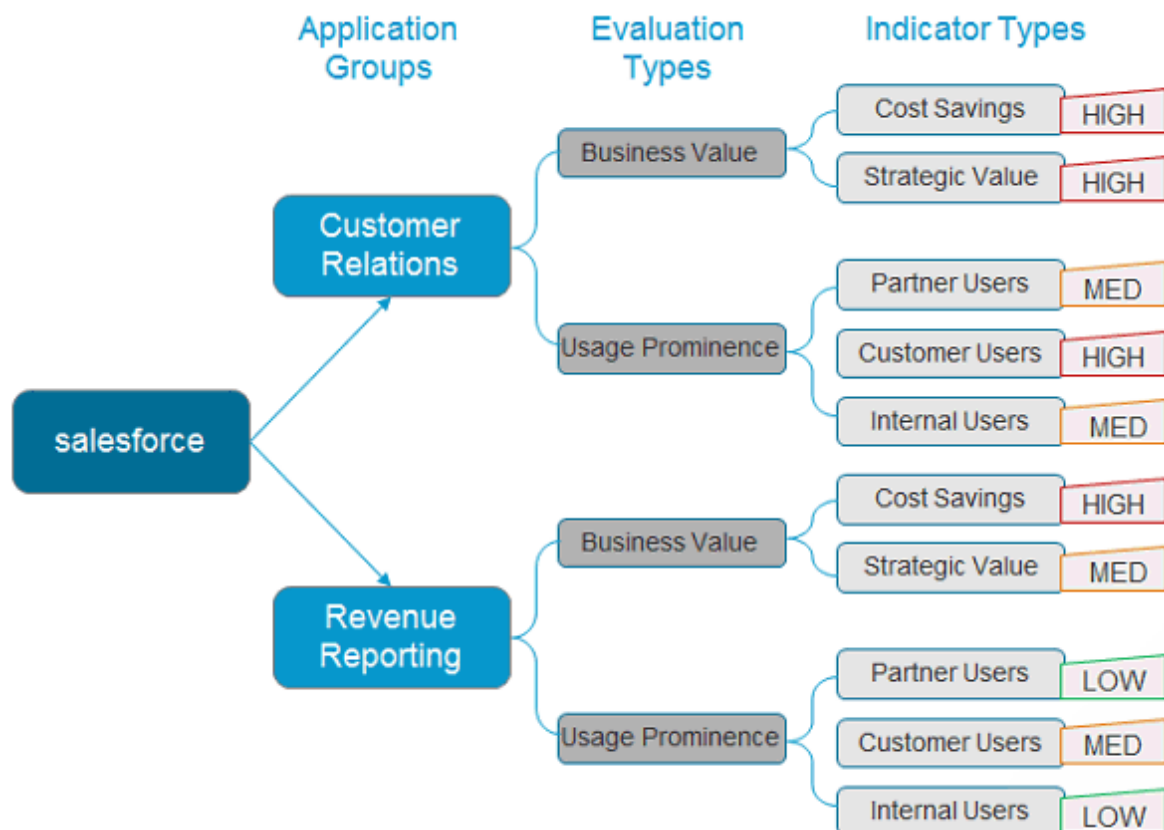 Application
Groups
Evaluation
Types
Indicator Types
salesforce
Customer
Relations
Business Value
Cost Savings HIGH
Strategic Value HIGH
Usage Prominence
Partner Users MED
Customer Users HIGH
Internal Users MED
Revenue
Reporting
Business Value
Cost Savings HIGH
Strategic Value MED
Usage Prominence
Partner Users LOW
Customer Users MED
Internal Users LOW